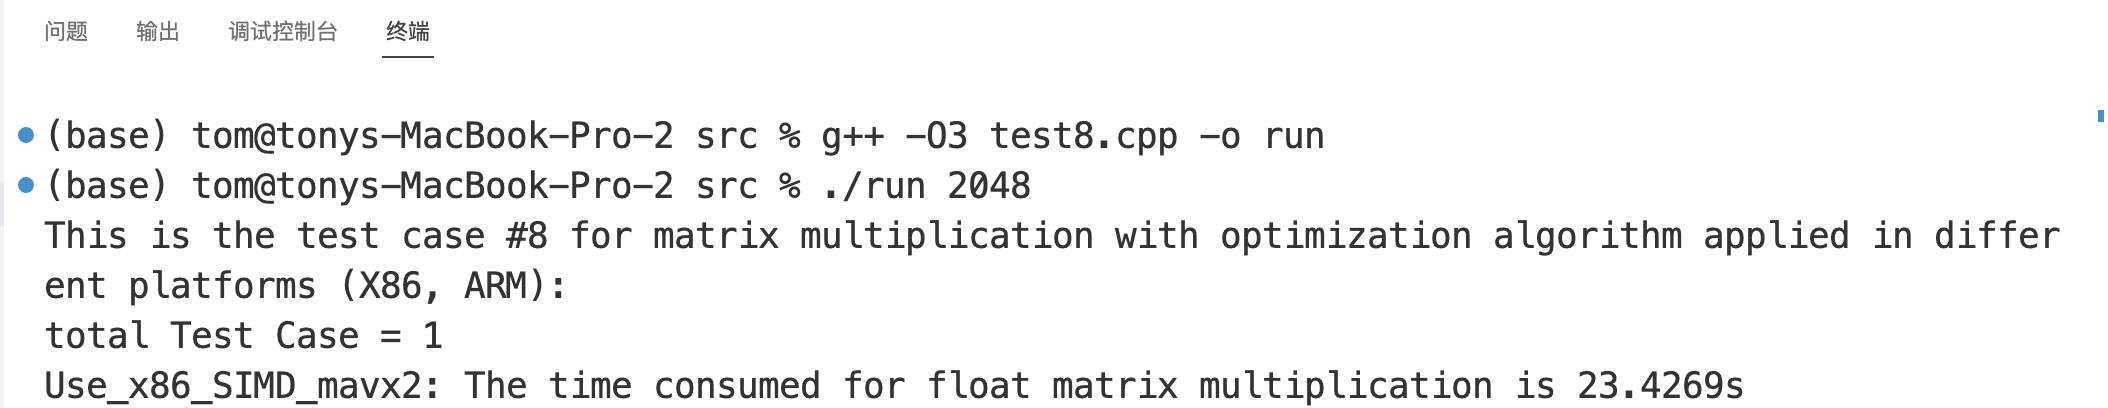 问题 输出 调试控制台 终端
(base) tom@tonys-MacBook-Pro-2 src % g++ -O3 test8.cpp -o run
(base) tom@tonys-MacBook-Pro-2 src % ./run 2048
This is the test case #8 for matrix multiplication with optimization algorithm applied in differ
ent platforms (X86, ARM):
total Test Case = 1
Use_x86_SIMD_mavx2: The time consumed for float matrix multiplication is 23.4269s